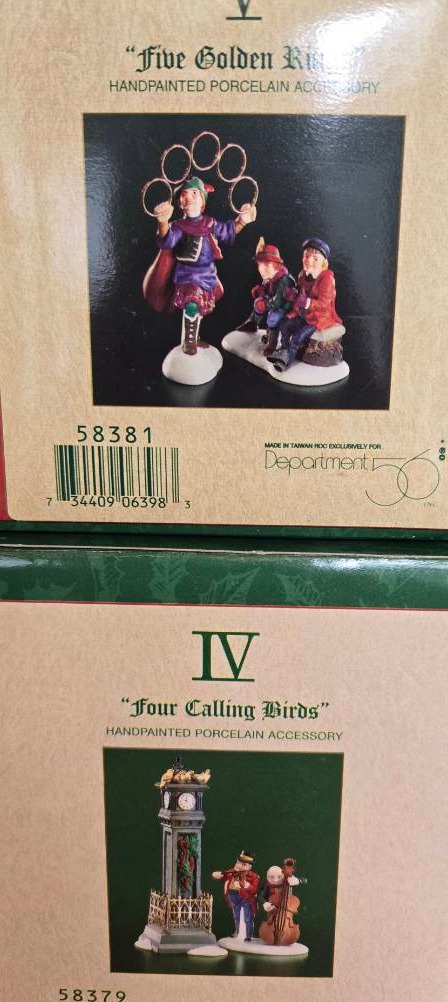 V
"Five Golden
HANDPAINTED PORCELAIN ACCESSORY
58381
7 34409 06398 3
MADE IN TAIWAN ROC EXCLUSIVELY FOR
Department 56
INC.
IV
"Four Calling Birds"
HANDPAINTED PORCELAIN ACCESSORY
58379